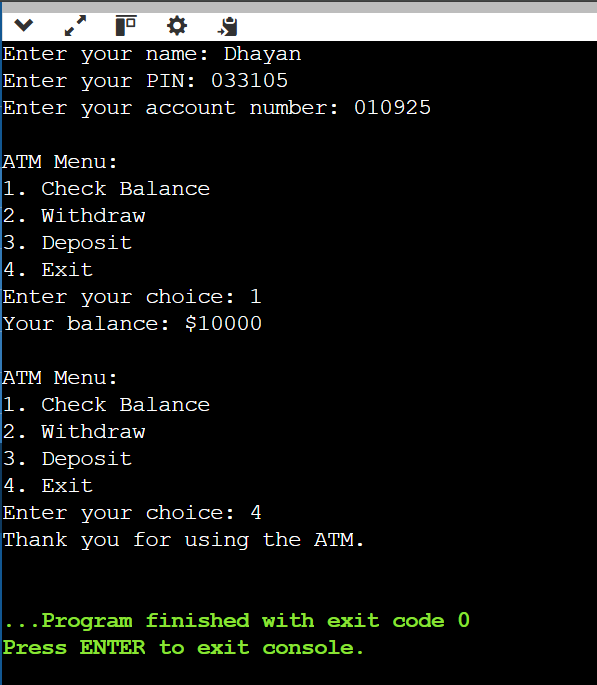 Enter your name: Dhayan
Enter your PIN: 033105
Enter your account number: 010925
ATM Menu:
1. Check Balance
2. Withdraw
3. Deposit
4. Exit
Enter your choice: 1
Your balance: $10000
ATM Menu:
1. Check Balance
2. Withdraw
3. Deposit
4. Exit
Enter your choice: 4
Thank you for using the ATM.
...Program finished with exit code 0
Press ENTER to exit console.